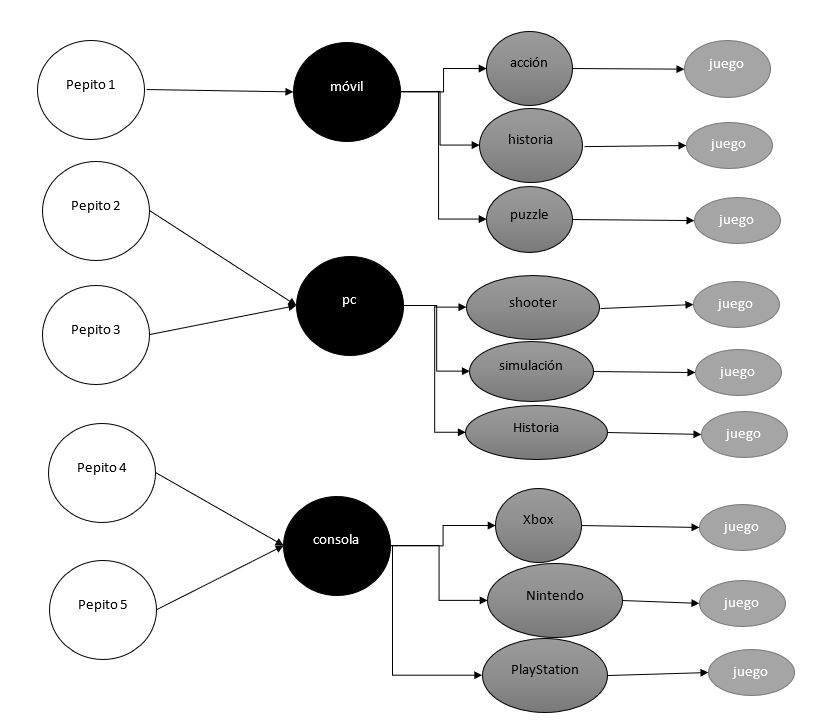 Pepito 1
móvil
acción
juego
historia
juego
puzzle
juego
Pepito 2
Pepito 3
pc
shooter
juego
simulación
juego
Historia
juego
Pepito 4
Pepito 5
consola
Xbox
juego
Nintendo
juego
PlayStation
juego